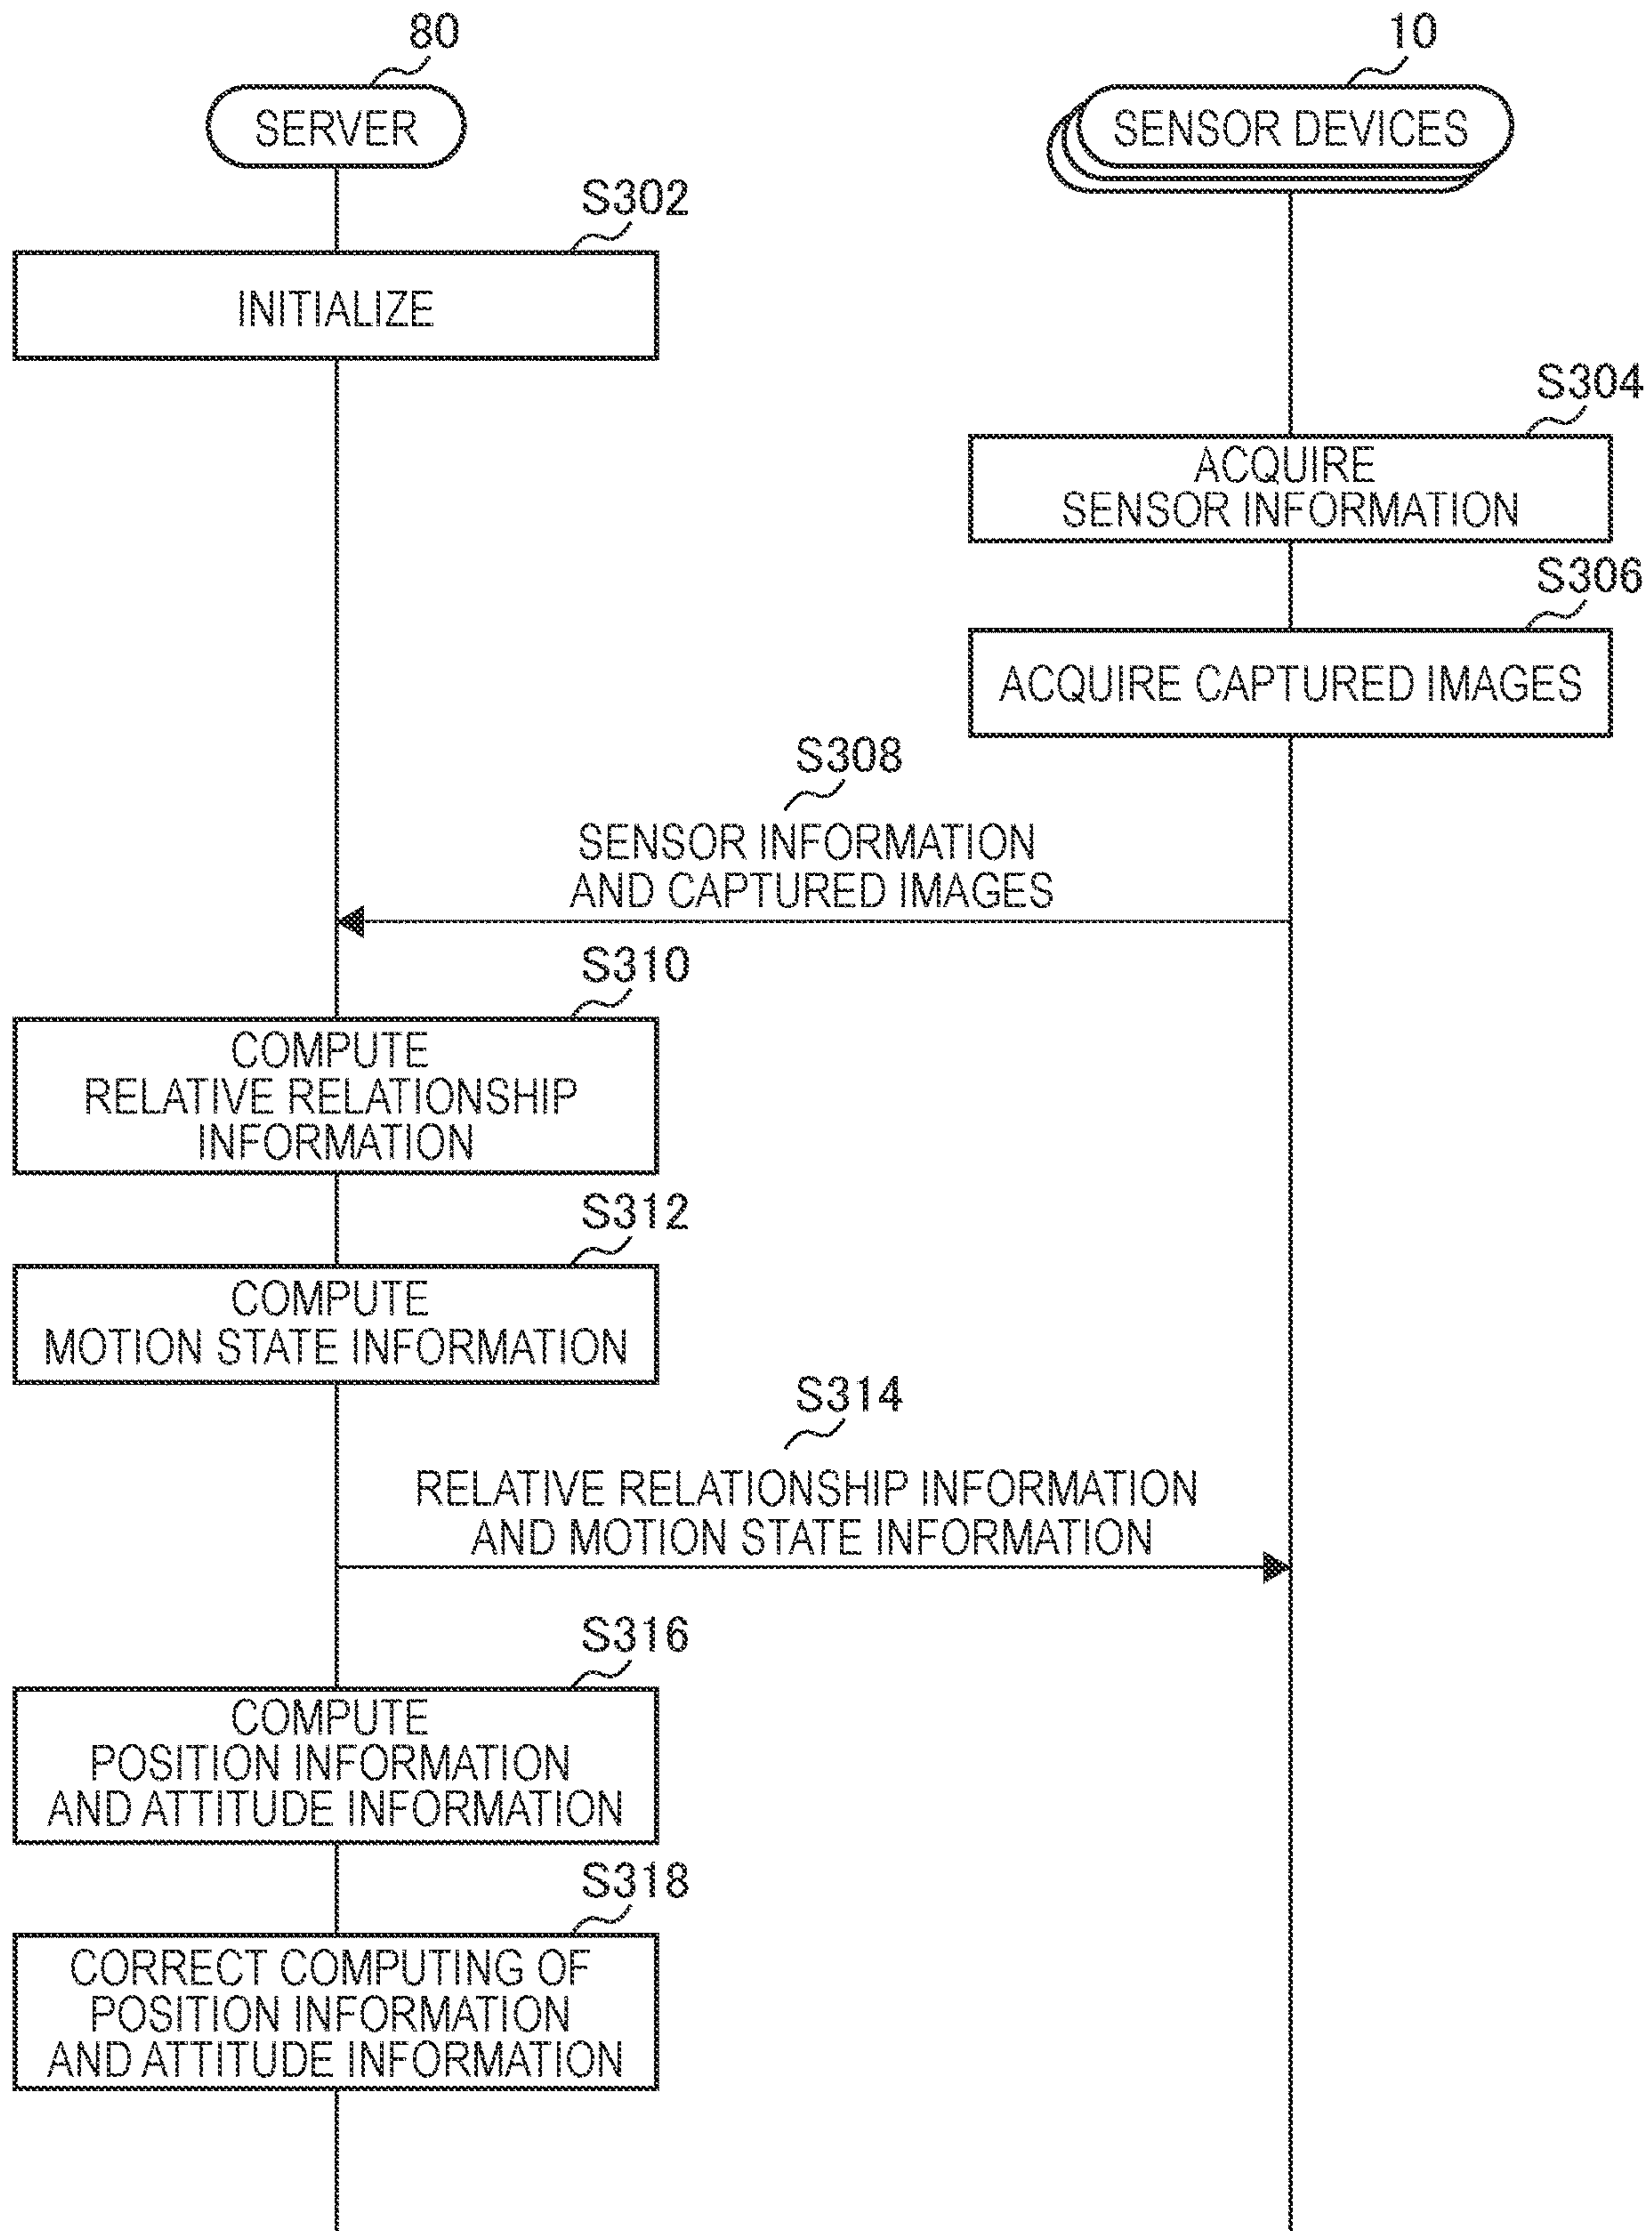 80
10
SERVER
SENSOR DEVICES
S302
INITIALIZE
S304
ACQUIRE
SENSOR INFORMATION
S306
ACQUIRE CAPTURED IMAGES
S308
SENSOR INFORMATION
AND CAPTURED IMAGES
S310
COMPUTE
RELATIVE RELATIONSHIP
INFORMATION
S312
COMPUTE
MOTION STATE INFORMATION
S314
RELATIVE RELATIONSHIP INFORMATION
AND MOTION STATE INFORMATION
S316
COMPUTE
POSITION INFORMATION
AND ATTITUDE INFORMATION
S318
CORRECT COMPUTING OF
POSITION INFORMATION
AND ATTITUDE INFORMATION